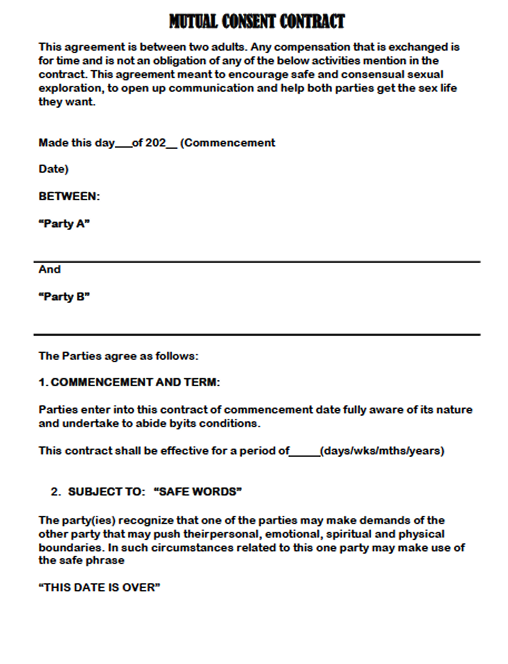 MUTUAL CONSENT CONTRACT
This agreement is between two adults. Any compensation that is exchanged is
for time and is not an obligation of any of the below activities mention in the
contract. This agreement meant to encourage safe and consensual sexual
exploration, to open up communication and help both parties get the sex life
they want.
Made this day___of 202__ (Commencement
Date)
BETWEEN:
“Party A”
And
“Party B”
The Parties agree as follows:
1. COMMENCEMENT AND TERM:
Parties enter into this contract of commencement date fully aware of its nature
and undertake to abide byits conditions.
This contract shall be effective for a period of_____(days/wks/mths/years)
2. SUBJECT TO: “SAFE WORDS”
The party(ies) recognize that one of the parties may make demands of the
other party that may push theirpersonal, emotional, spiritual and physical
boundaries. In such circumstances related to this one party may make use of
the safe phrase
“THIS DATE IS OVER”